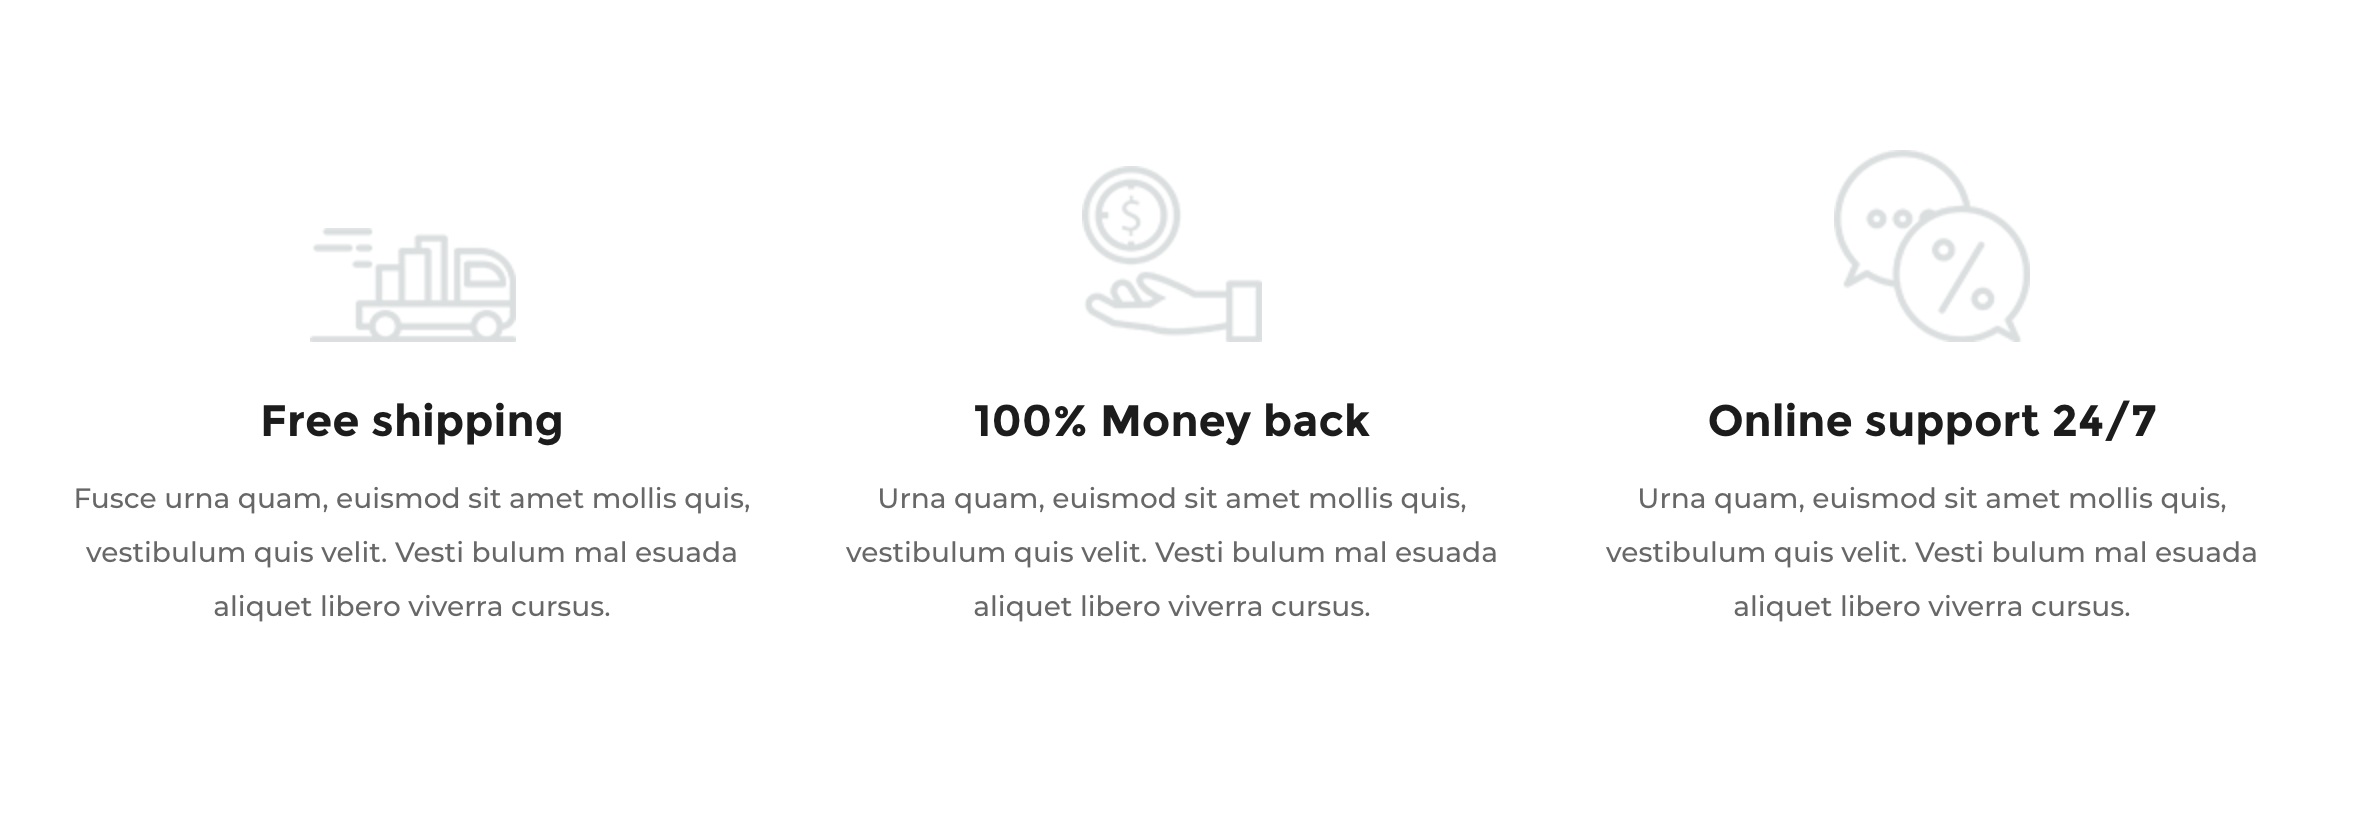 Free shipping
Fusce urna quam, euismod sit amet mollis quis,
vestibulum quis velit. Vesti bulum mal esuada
aliquet libero viverra cursus.
$
100% Money back
Urna quam, euismod sit amet mollis quis,
vestibulum quis velit. Vesti bulum mal esuada
aliquet libero viverra cursus.
%
Online support 24/7
Urna quam, euismod sit amet mollis quis,
vestibulum quis velit. Vesti bulum mal esuada
aliquet libero viverra cursus.